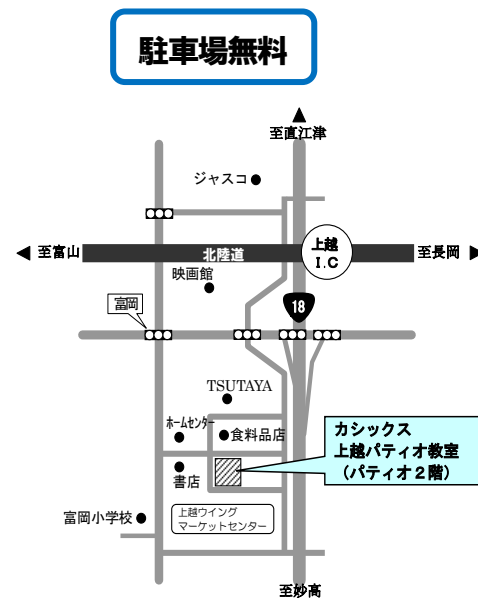 駐車場無料
至直江津
ジャスコ
至富山
北陸道
上越
I.C
至長岡
映画館
富岡
18
TSUTAYA
ホームセンター
食料品店
カシックス
上越パティオ教室
（パティオ２階）
書店
富岡小学校
上越ウイング
マーケットセンター
至妙高